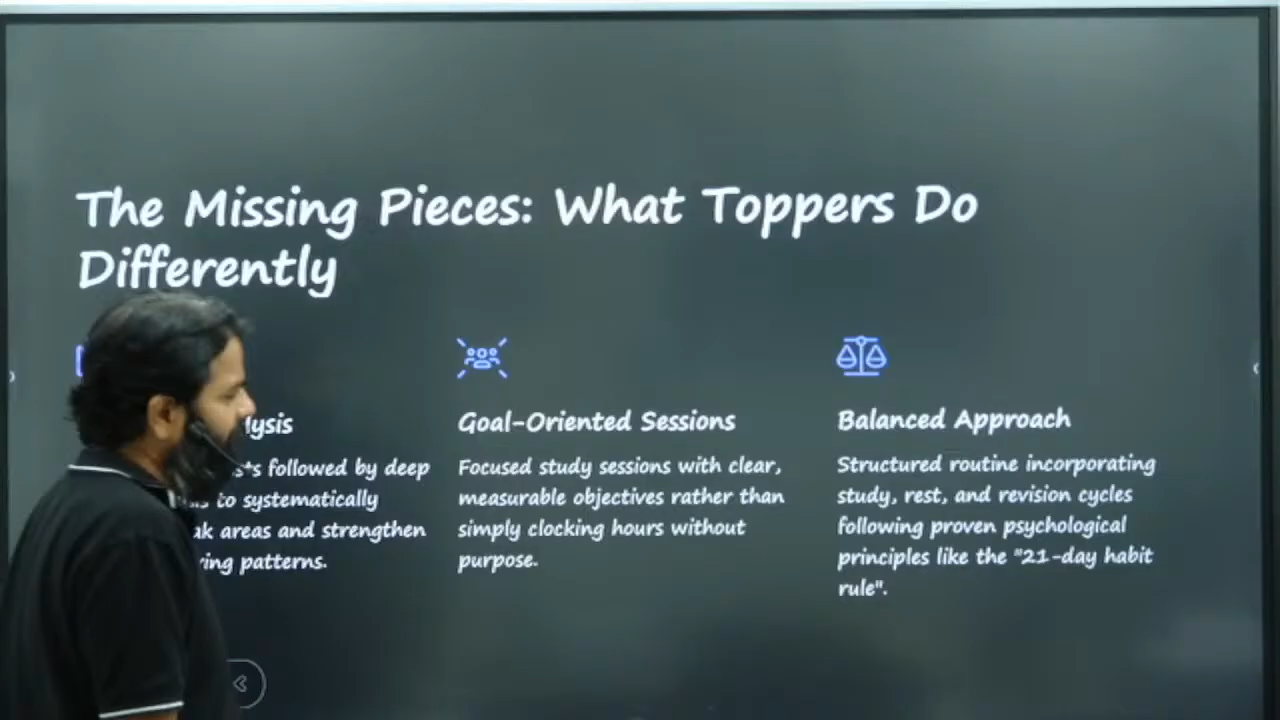 The Missing Pieces: What Toppers Do
Differently
followed by deep
to systematically
areas and strengthen
patterns.
Goal-Oriented Sessions
Focused study sessions with clear,
measurable objectives rather than
simply clocking hours without
purpose.
Balanced Approach
Structured routine incorporating
study, rest, and revision cycles
following proven psychological
principles like the "21-day habit
rule".